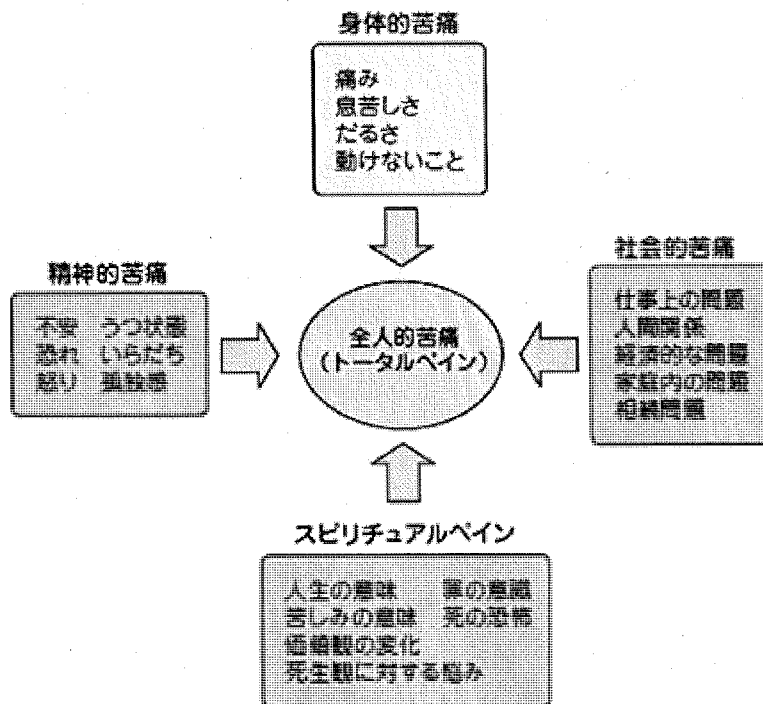 身体的苦痛
痛み
息苦しさ
だるさ
動けないこと
精神的苦痛
不安 うつ状態
恐れ いらだち
怒り 孤独感
社会的苦痛
仕事上の問題
人間関係
経済的な問題
家庭内の問題
相続問題
全人的苦痛
(トータルペイン)
スピリチュアルペイン
人生の意味 罪の意識
苦しみの意味 死の恐怖
価値観の変化
死生観に対する悩み